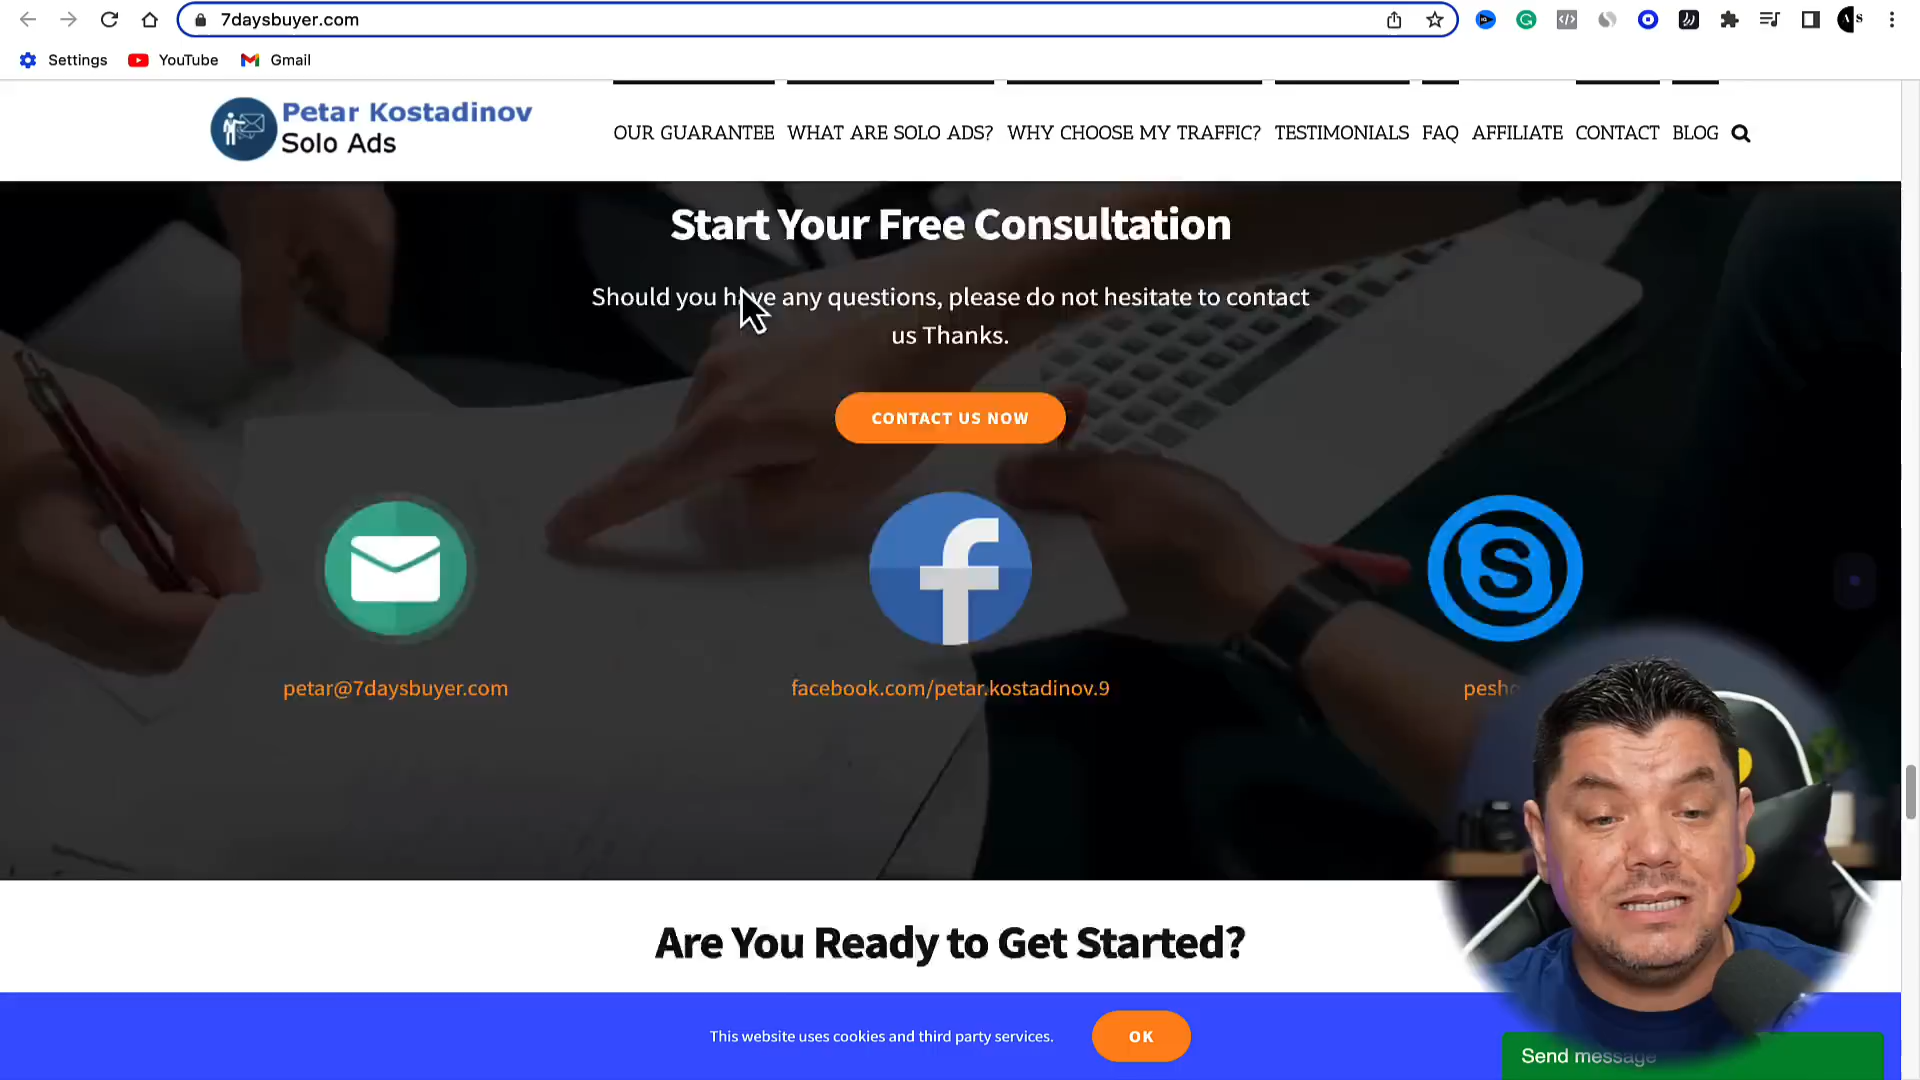 7daysbuyer.com
Settings YouTube Gmail
Petar Kostadinov
Solo Ads
OUR GUARANTEE WHAT ARE SOLO ADS? WHY CHOOSE MY TRAFFIC? TESTIMONIALS FAQ AFFILIATE CONTACT BLOG
Start Your Free Consultation
Should you have any questions, please do not hesitate to contact
us Thanks.
CONTACT US NOW
petar@7daysbuyer.com facebook.com/petar.kostadinov.9
Are You Ready to Get Started?
This website uses cookies and third party services. OK
Send message